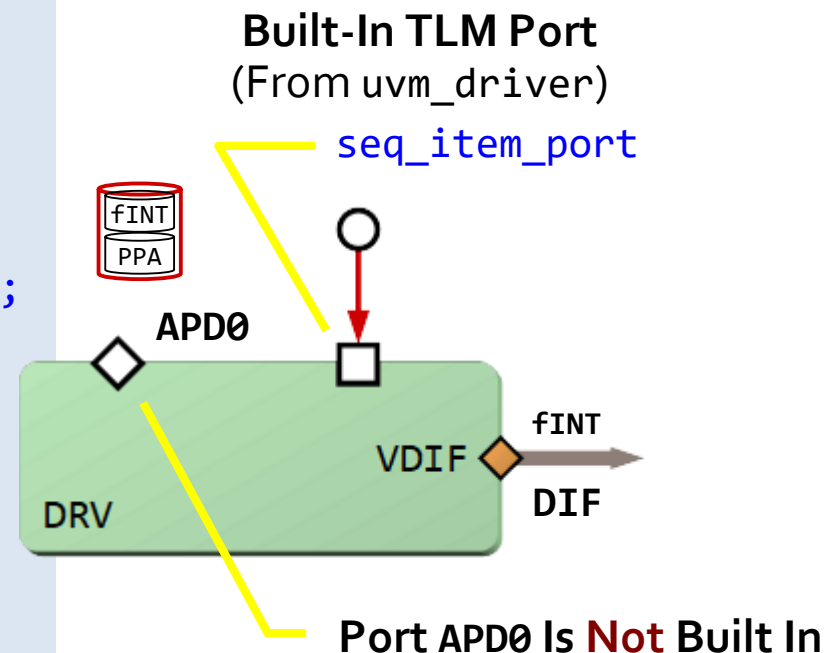 Built-In TLM Port
(From uvm_driver)
seq_item_port
fINT
PPA
;
APD0
fINT
VDIF
DIF
DRV
Port APD0 Is Not Built In